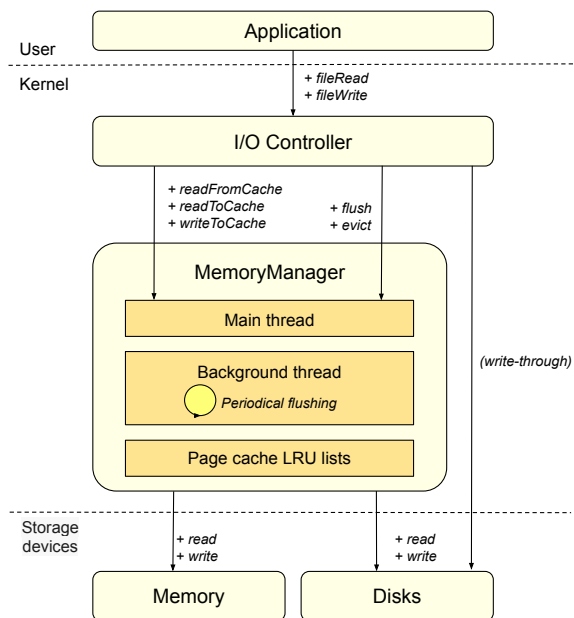 Application
User
Kernel
+ fileRead
+ fileWrite
I/O Controller
+ readFromCache
+ readToCache
+ writeToCache
+ flush
+ evict
MemoryManager
Main thread
(write-through)
Background thread
Periodical flushing
Page cache LRU lists
Storage
devices
+ read
+ write
+ read
+ write
Memory
Disks